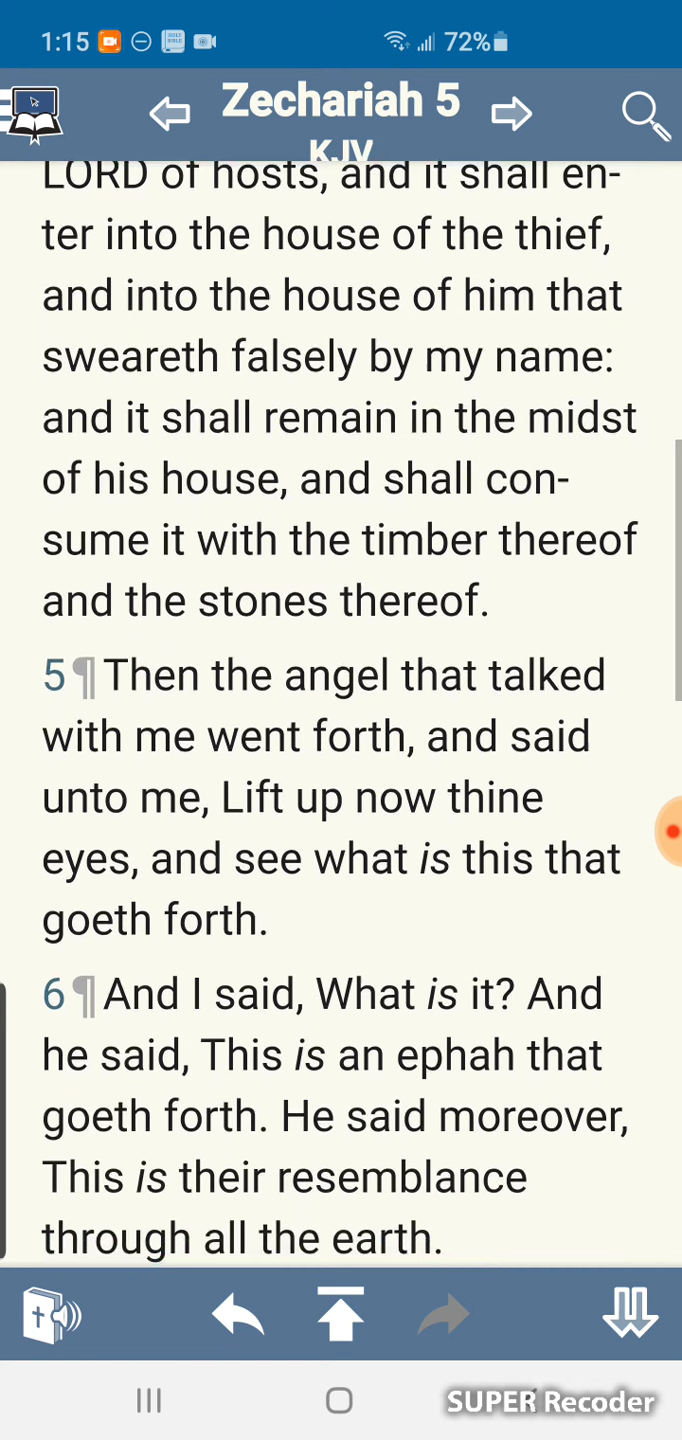 1:15 72%
Zechariah 5
KJV
LORD of hosts, and it shall en-
ter into the house of the thief,
and into the house of him that
sweareth falsely by my name:
and it shall remain in the midst
of his house, and shall con-
sume it with the timber thereof
and the stones thereof.
5 ¶ Then the angel that talked
with me went forth, and said
unto me, Lift up now thine
eyes, and see what is this that
goeth forth.
6 ¶ And I said, What is it? And
he said, This is an ephah that
goeth forth. He said moreover,
This is their resemblance
through all the earth.
SUPER Recoder